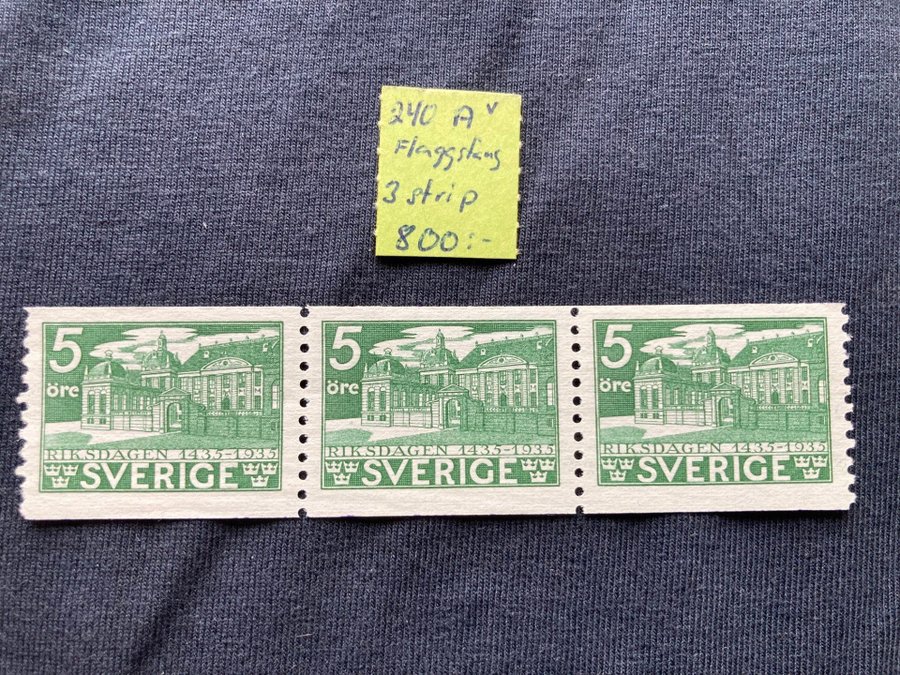 240 A v
Flaggstång
3 strip
800:-
5
öre
RIKSDAGEN 1435-1935
SVERIGE
5
öre
RIKSDAGEN 1435-1935
SVERIGE
5
öre
RIKSDAGEN 1435-1935
SVERIGE